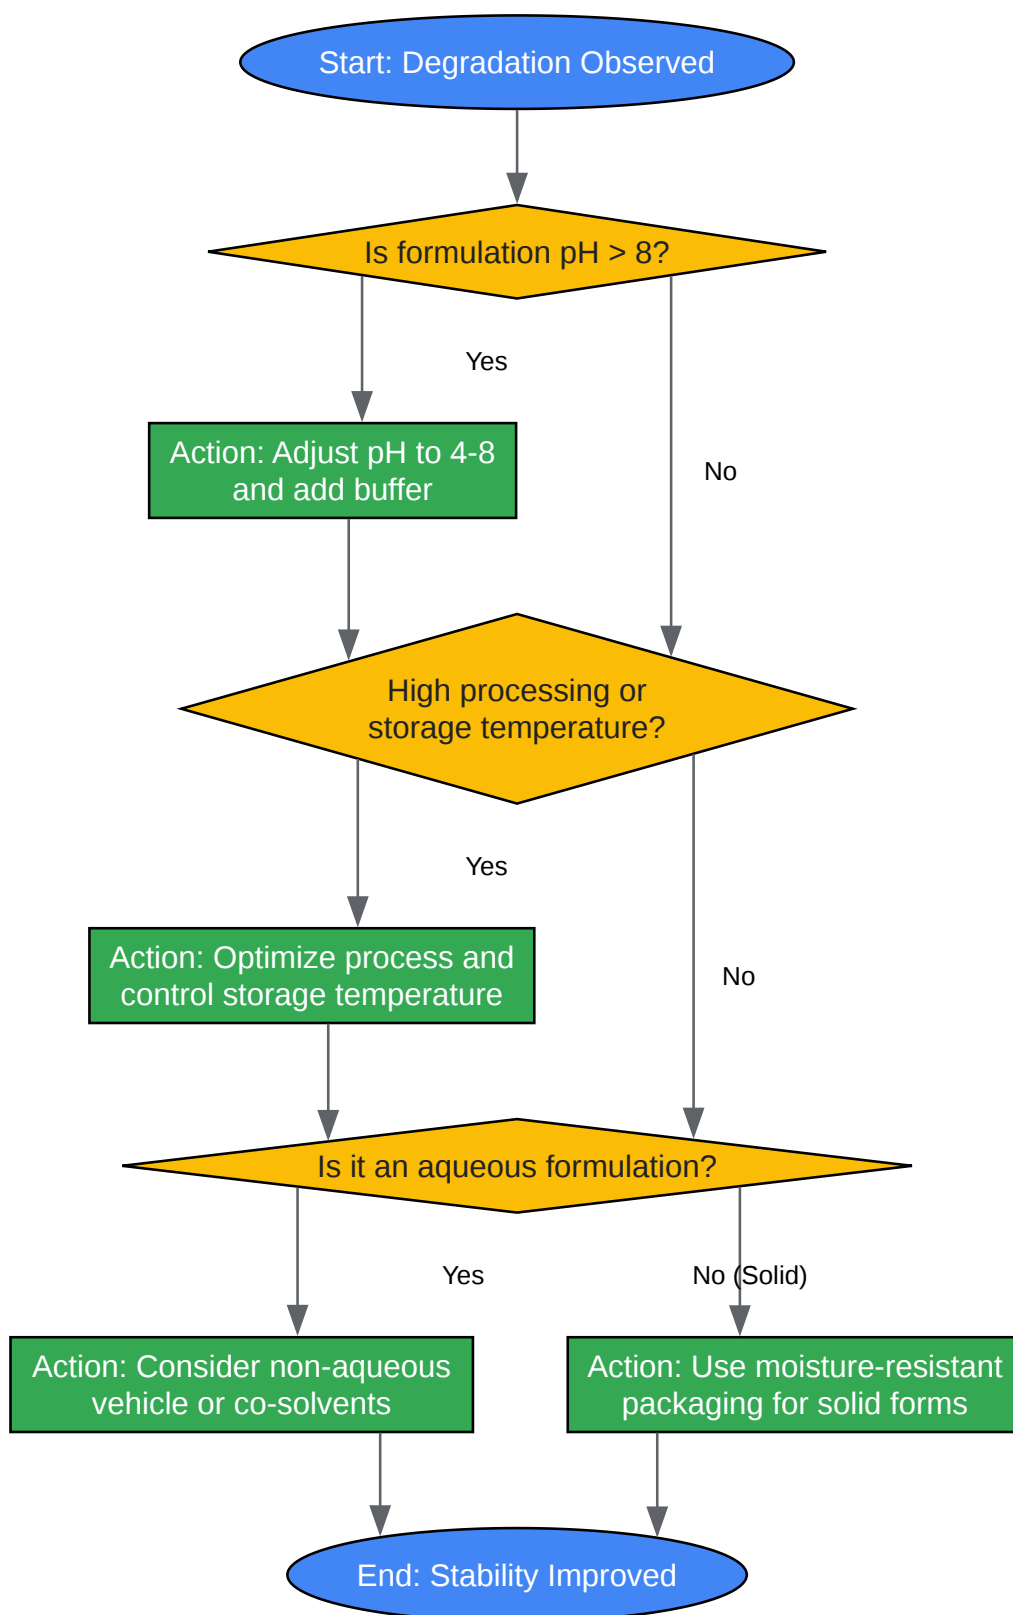 Start: Degradation Observed
Is formulation pH > 8?
Yes
Action: Adjust pH to 4-8
and add buffer
No
High processing or
storage temperature?
Yes
Action: Optimize process and
control storage temperature
No
Is it an aqueous formulation?
Yes
No (Solid)
Action: Consider non-aqueous
vehicle or co-solvents
Action: Use moisture-resistant
packaging for solid forms
End: Stability Improved